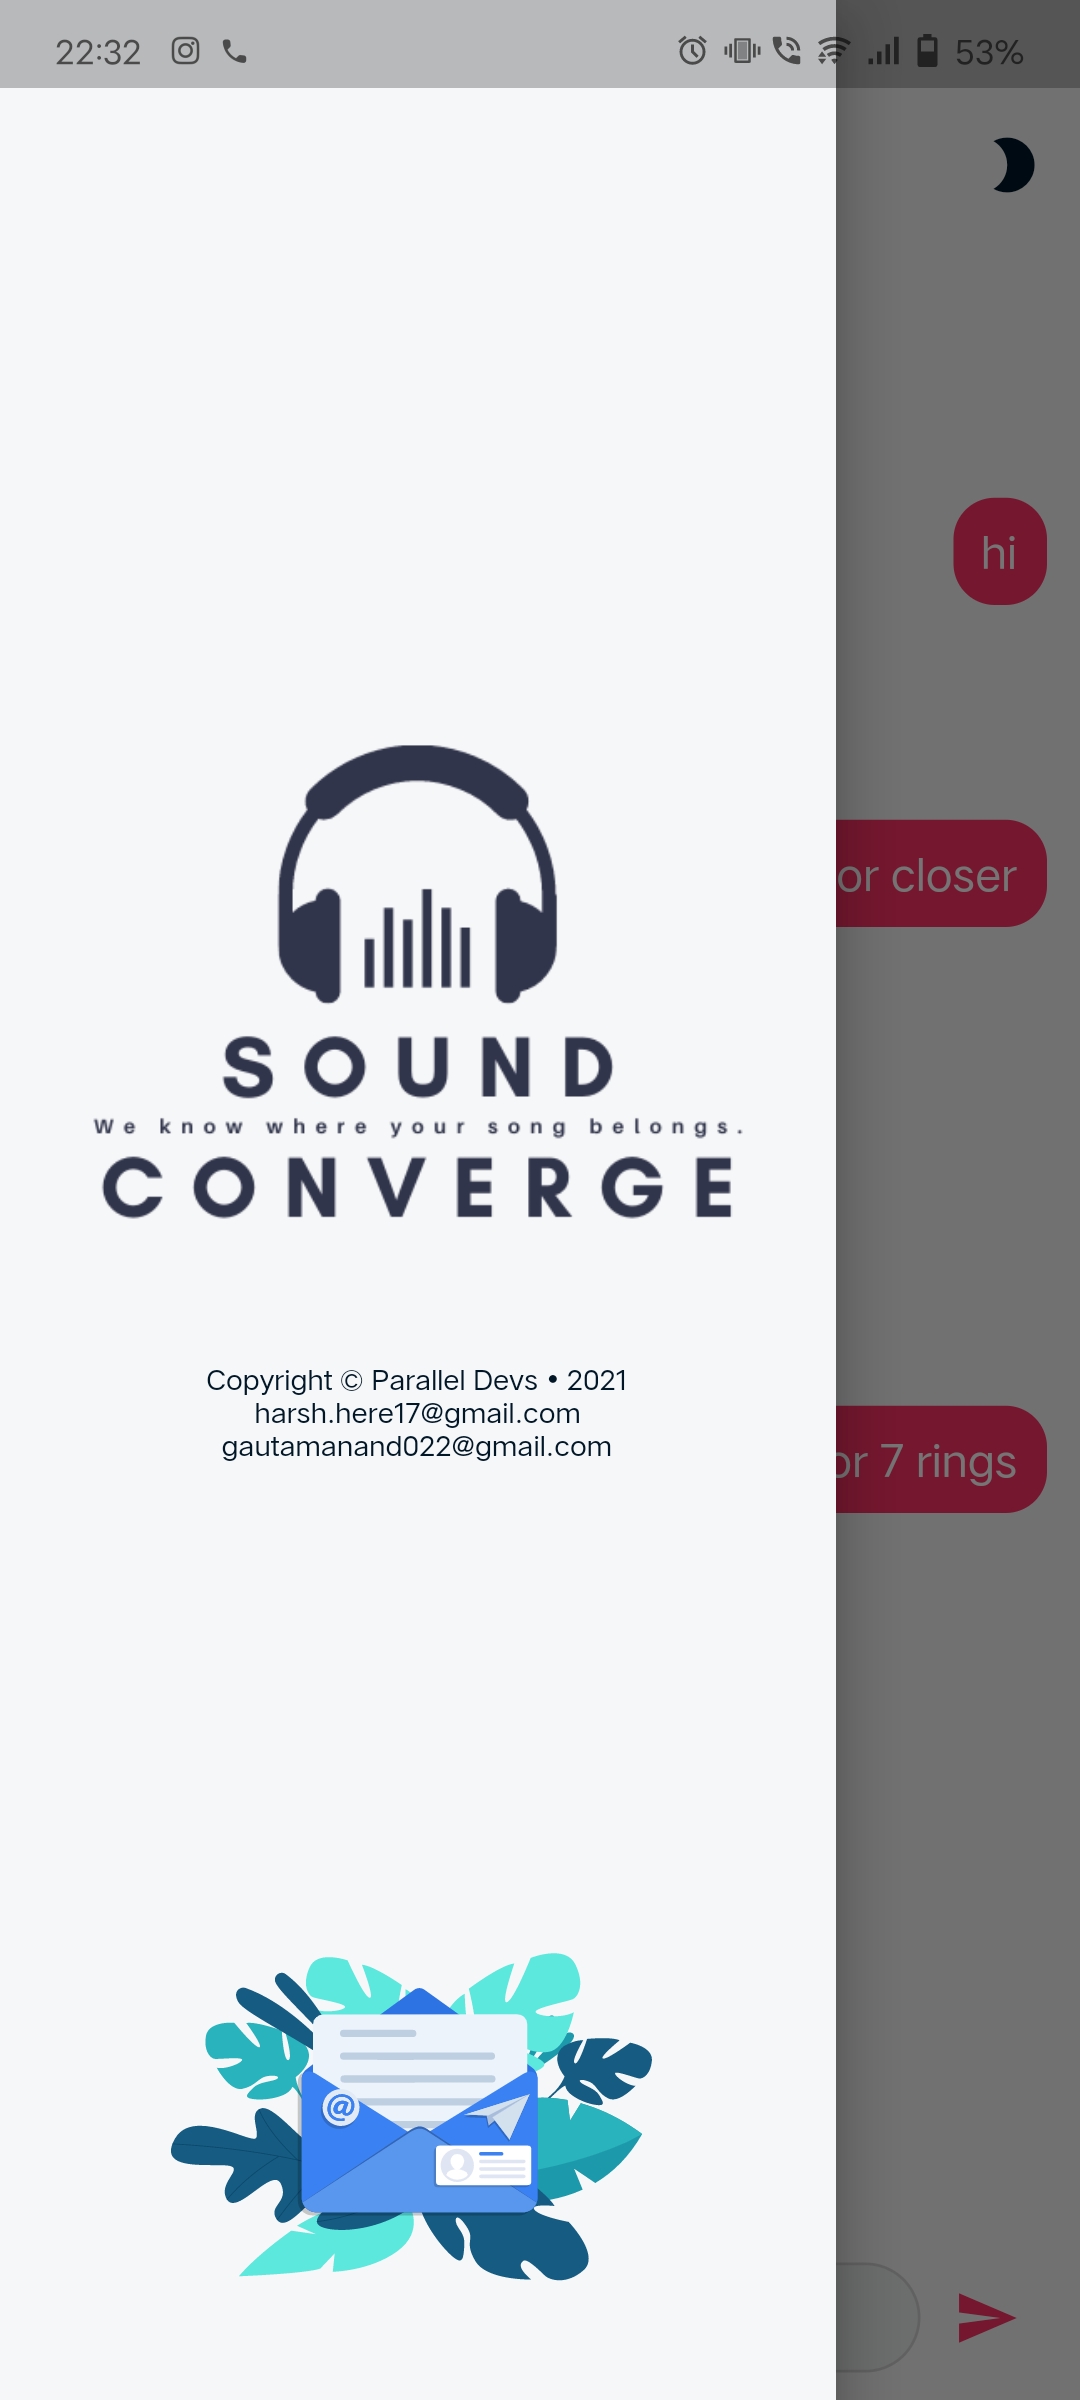 22:32
53%
hi
or closer
or 7 rings
SOUND
We know where your song belongs.
CONVERGE
Copyright © Parallel Devs • 2021
harsh.here17@gmail.com
gautamanand022@gmail.com
@